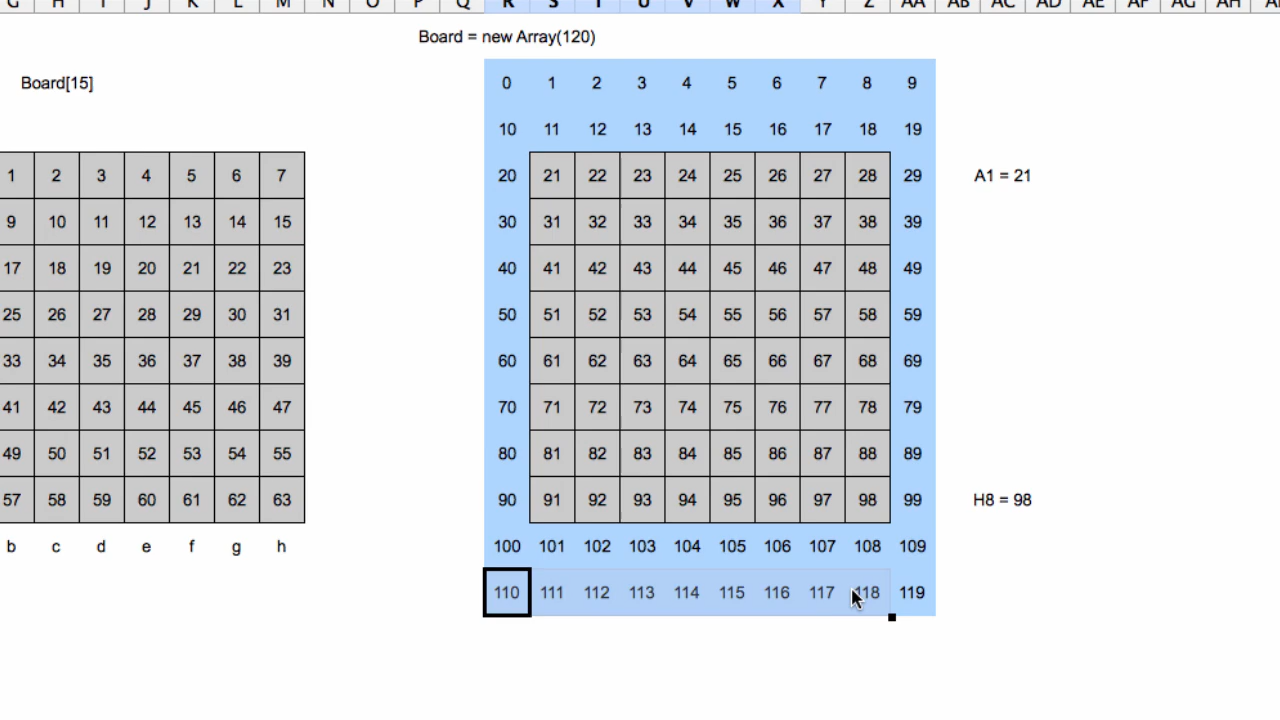 G H I J K L M N O P Q R S T U V W X Y Z AA AB AC AD AE AF AG AH
Board = new Array(120)
Board[15] 0 1 2 3 4 5 6 7 8 9
10 11 12 13 14 15 16 17 18 19
1 2 3 4 5 6 7 20 21 22 23 24 25 26 27 28 29 A1 = 21
9 10 11 12 13 14 15 30 31 32 33 34 35 36 37 38 39
17 18 19 20 21 22 23 40 41 42 43 44 45 46 47 48 49
25 26 27 28 29 30 31 50 51 52 53 54 55 56 57 58 59
33 34 35 36 37 38 39 60 61 62 63 64 65 66 67 68 69
41 42 43 44 45 46 47 70 71 72 73 74 75 76 77 78 79
49 50 51 52 53 54 55 80 81 82 83 84 85 86 87 88 89
57 58 59 60 61 62 63 90 91 92 93 94 95 96 97 98 99 H8 = 98
b c d e f g h 100 101 102 103 104 105 106 107 108 109
110 111 112 113 114 115 116 117 118 119